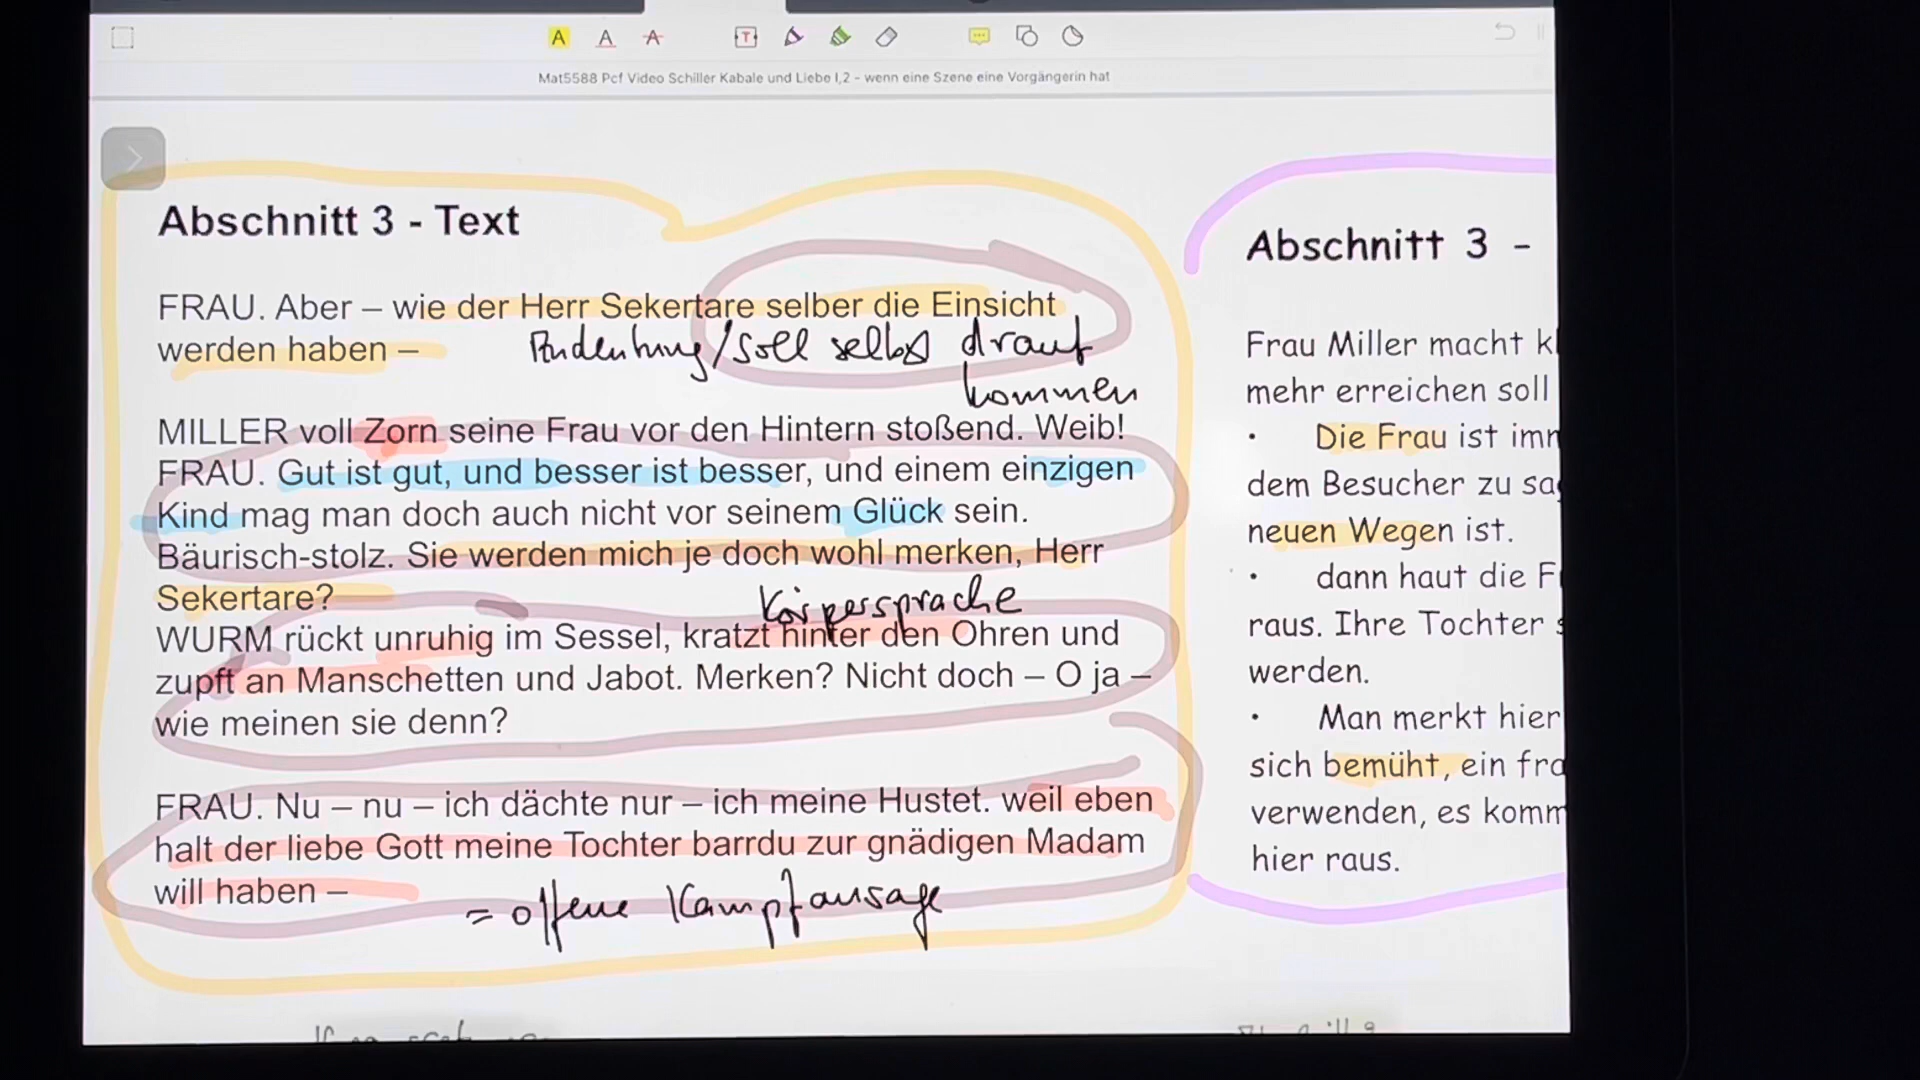 Mat5588 Pcf Video Schiller Kabale und Liebe I,2 - wenn eine Szene eine Vorgängerin hat
Abschnitt 3 - Text
FRAU. Aber – wie der Herr Sekertare selber die Einsicht
werden haben –
Andeutung/soll selbst drauf
kommen
MILLER voll Zorn seine Frau vor den Hintern stoßend. Weib!
FRAU. Gut ist gut, und besser ist besser, und einem einzigen
Kind mag man doch auch nicht vor seinem Glück sein.
Bäurisch-stolz. Sie werden mich je doch wohl merken, Herr
Sekertare?
Körpersprache
WURM rückt unruhig im Sessel, kratzt hinter den Ohren und
zupft an Manschetten und Jabot. Merken? Nicht doch – O ja –
wie meinen sie denn?
FRAU. Nu – nu – ich dächte nur – ich meine Hustet. weil eben
halt der liebe Gott meine Tochter barrdu zur gnädigen Madam
will haben –
= offene Kampfansage
Abschnitt 3 -
Frau Miller macht
mehr erreichen soll
• Die Frau ist
dem Besucher zu
neuen Wegen ist.
• dann haut die
raus. Ihre Tochter
werden.
• Man merkt hier
sich bemüht, ein
verwenden, es
hier raus.